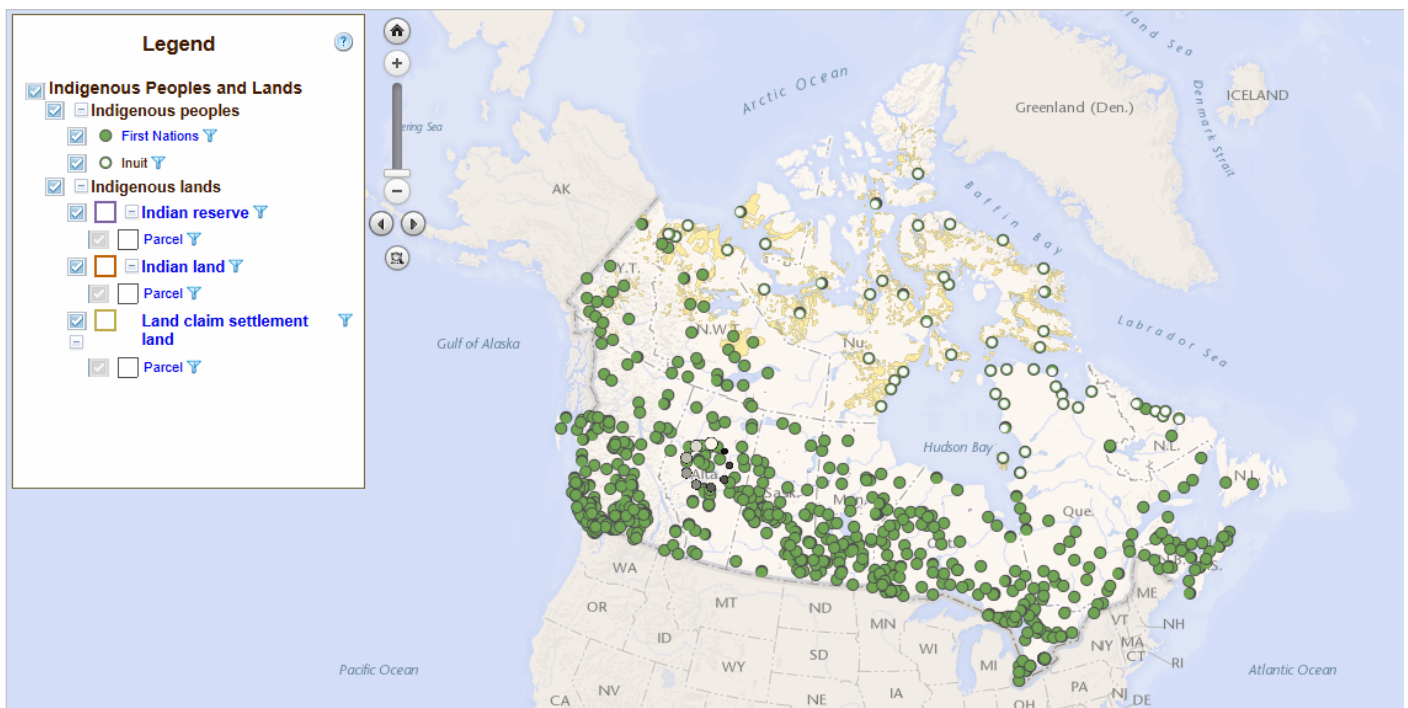 Legend
Indigenous Peoples and Lands
Indigenous peoples
First Nations
Inuit
Indigenous lands
Indian reserve
Parcel
Indian land
Parcel
Land claim settlement
land
Parcel
Arctic Ocean
Greenland (Den.)
ICELAND
Denmark Strait
Baffin Bay
AK
Y.T.
Gulf of Alaska
N.W.T.
Nu.
Labrador Sea
Hudson Bay
N.L.
N.L.
Alta.
Sask.
Man.
Que.
Ont.
WA
OR
MT
ND
MN
ME
VT
NH
ID
SD
WI
MI
NY
MA
CT
RI
WY
Pacific Ocean
Atlantic Ocean
CA
NV
NE
IA
OH
PA
NJ
DE